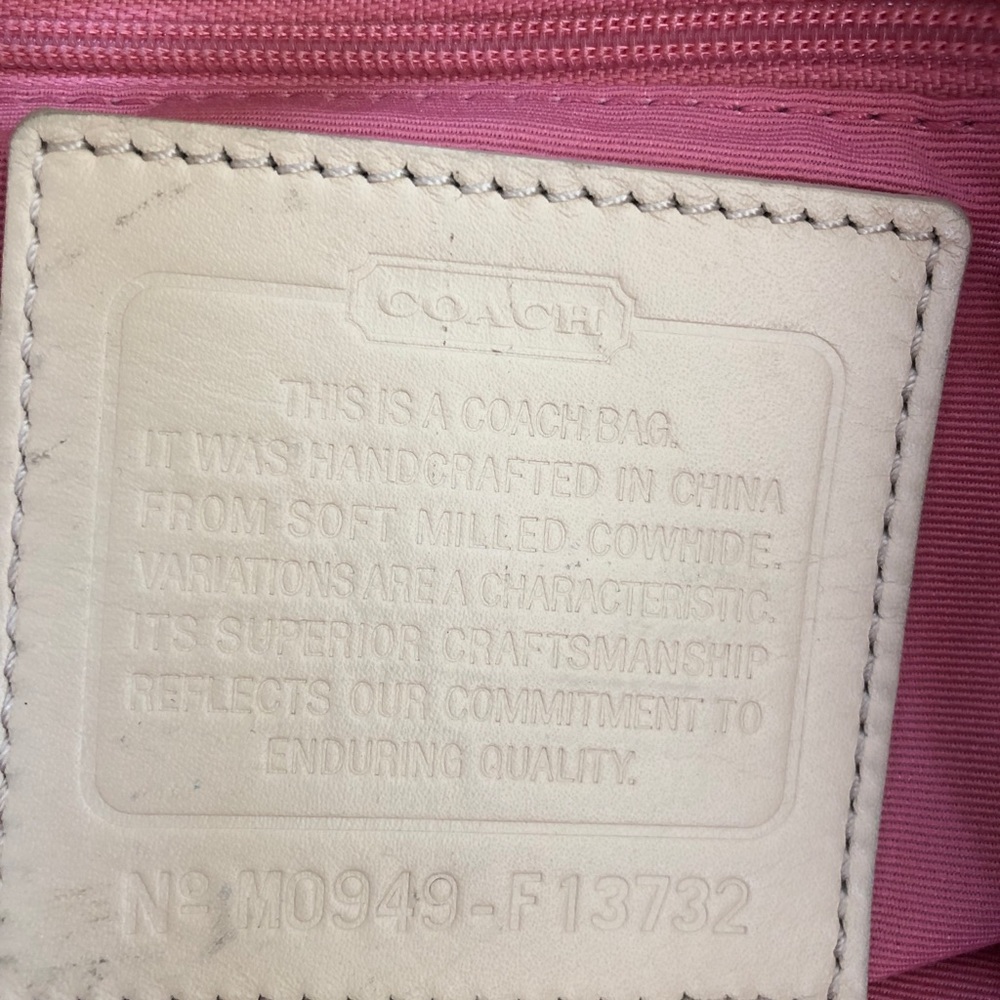 COACH
THIS IS A COACH BAG.
IT WAS HANDCRAFTED IN CHINA
FROM SOFT MILLED COWHIDE.
VARIATIONS ARE A CHARACTERISTIC.
ITS SUPERIOR CRAFTSMANSHIP
REFLECTS OUR COMMITMENT TO
ENDURING QUALITY.
Nº M0949-F13732